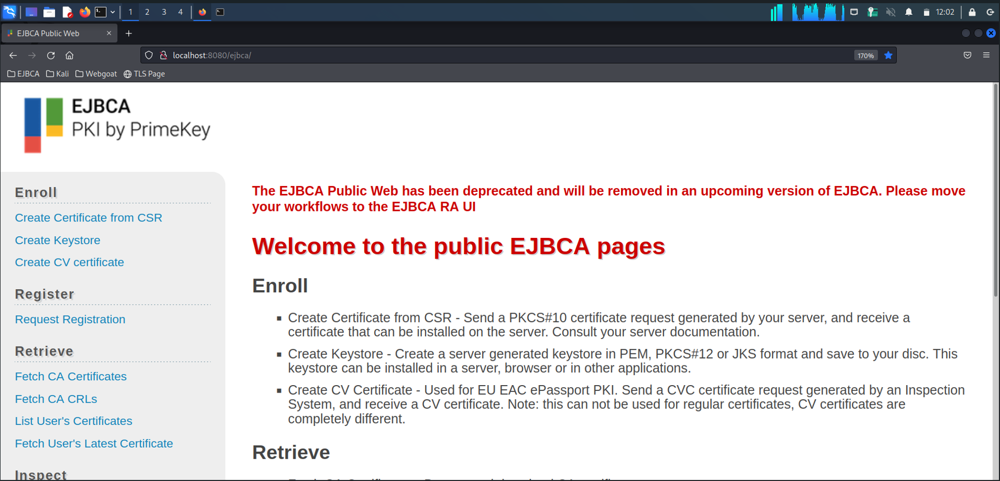 1 2 3 4 12:02
EJBCA Public Web
localhost:8080/ejbca/ 170%
EJBCA Kali Webgoat TLS Page
EJBCA
PKI by PrimeKey
Enroll
Create Certificate from CSR
Create Keystore
Create CV certificate
Register
Request Registration
Retrieve
Fetch CA Certificates
Fetch CA CRLs
List User's Certificates
Fetch User's Latest Certificate
Inspect
The EJBCA Public Web has been deprecated and will be removed in an upcoming version of EJBCA. Please move
your workflows to the EJBCA RA UI
Welcome to the public EJBCA pages
Enroll
Create Certificate from CSR - Send a PKCS#10 certificate request generated by your server, and receive a
certificate that can be installed on the server. Consult your server documentation.
Create Keystore - Create a server generated keystore in PEM, PKCS#12 or JKS format and save to your disc. This
keystore can be installed in a server, browser or in other applications.
Create CV Certificate - Used for EU EAC ePassport PKI. Send a CVC certificate request generated by an Inspection
System, and receive a CV certificate. Note: this can not be used for regular certificates, CV certificates are
completely different.
Retrieve